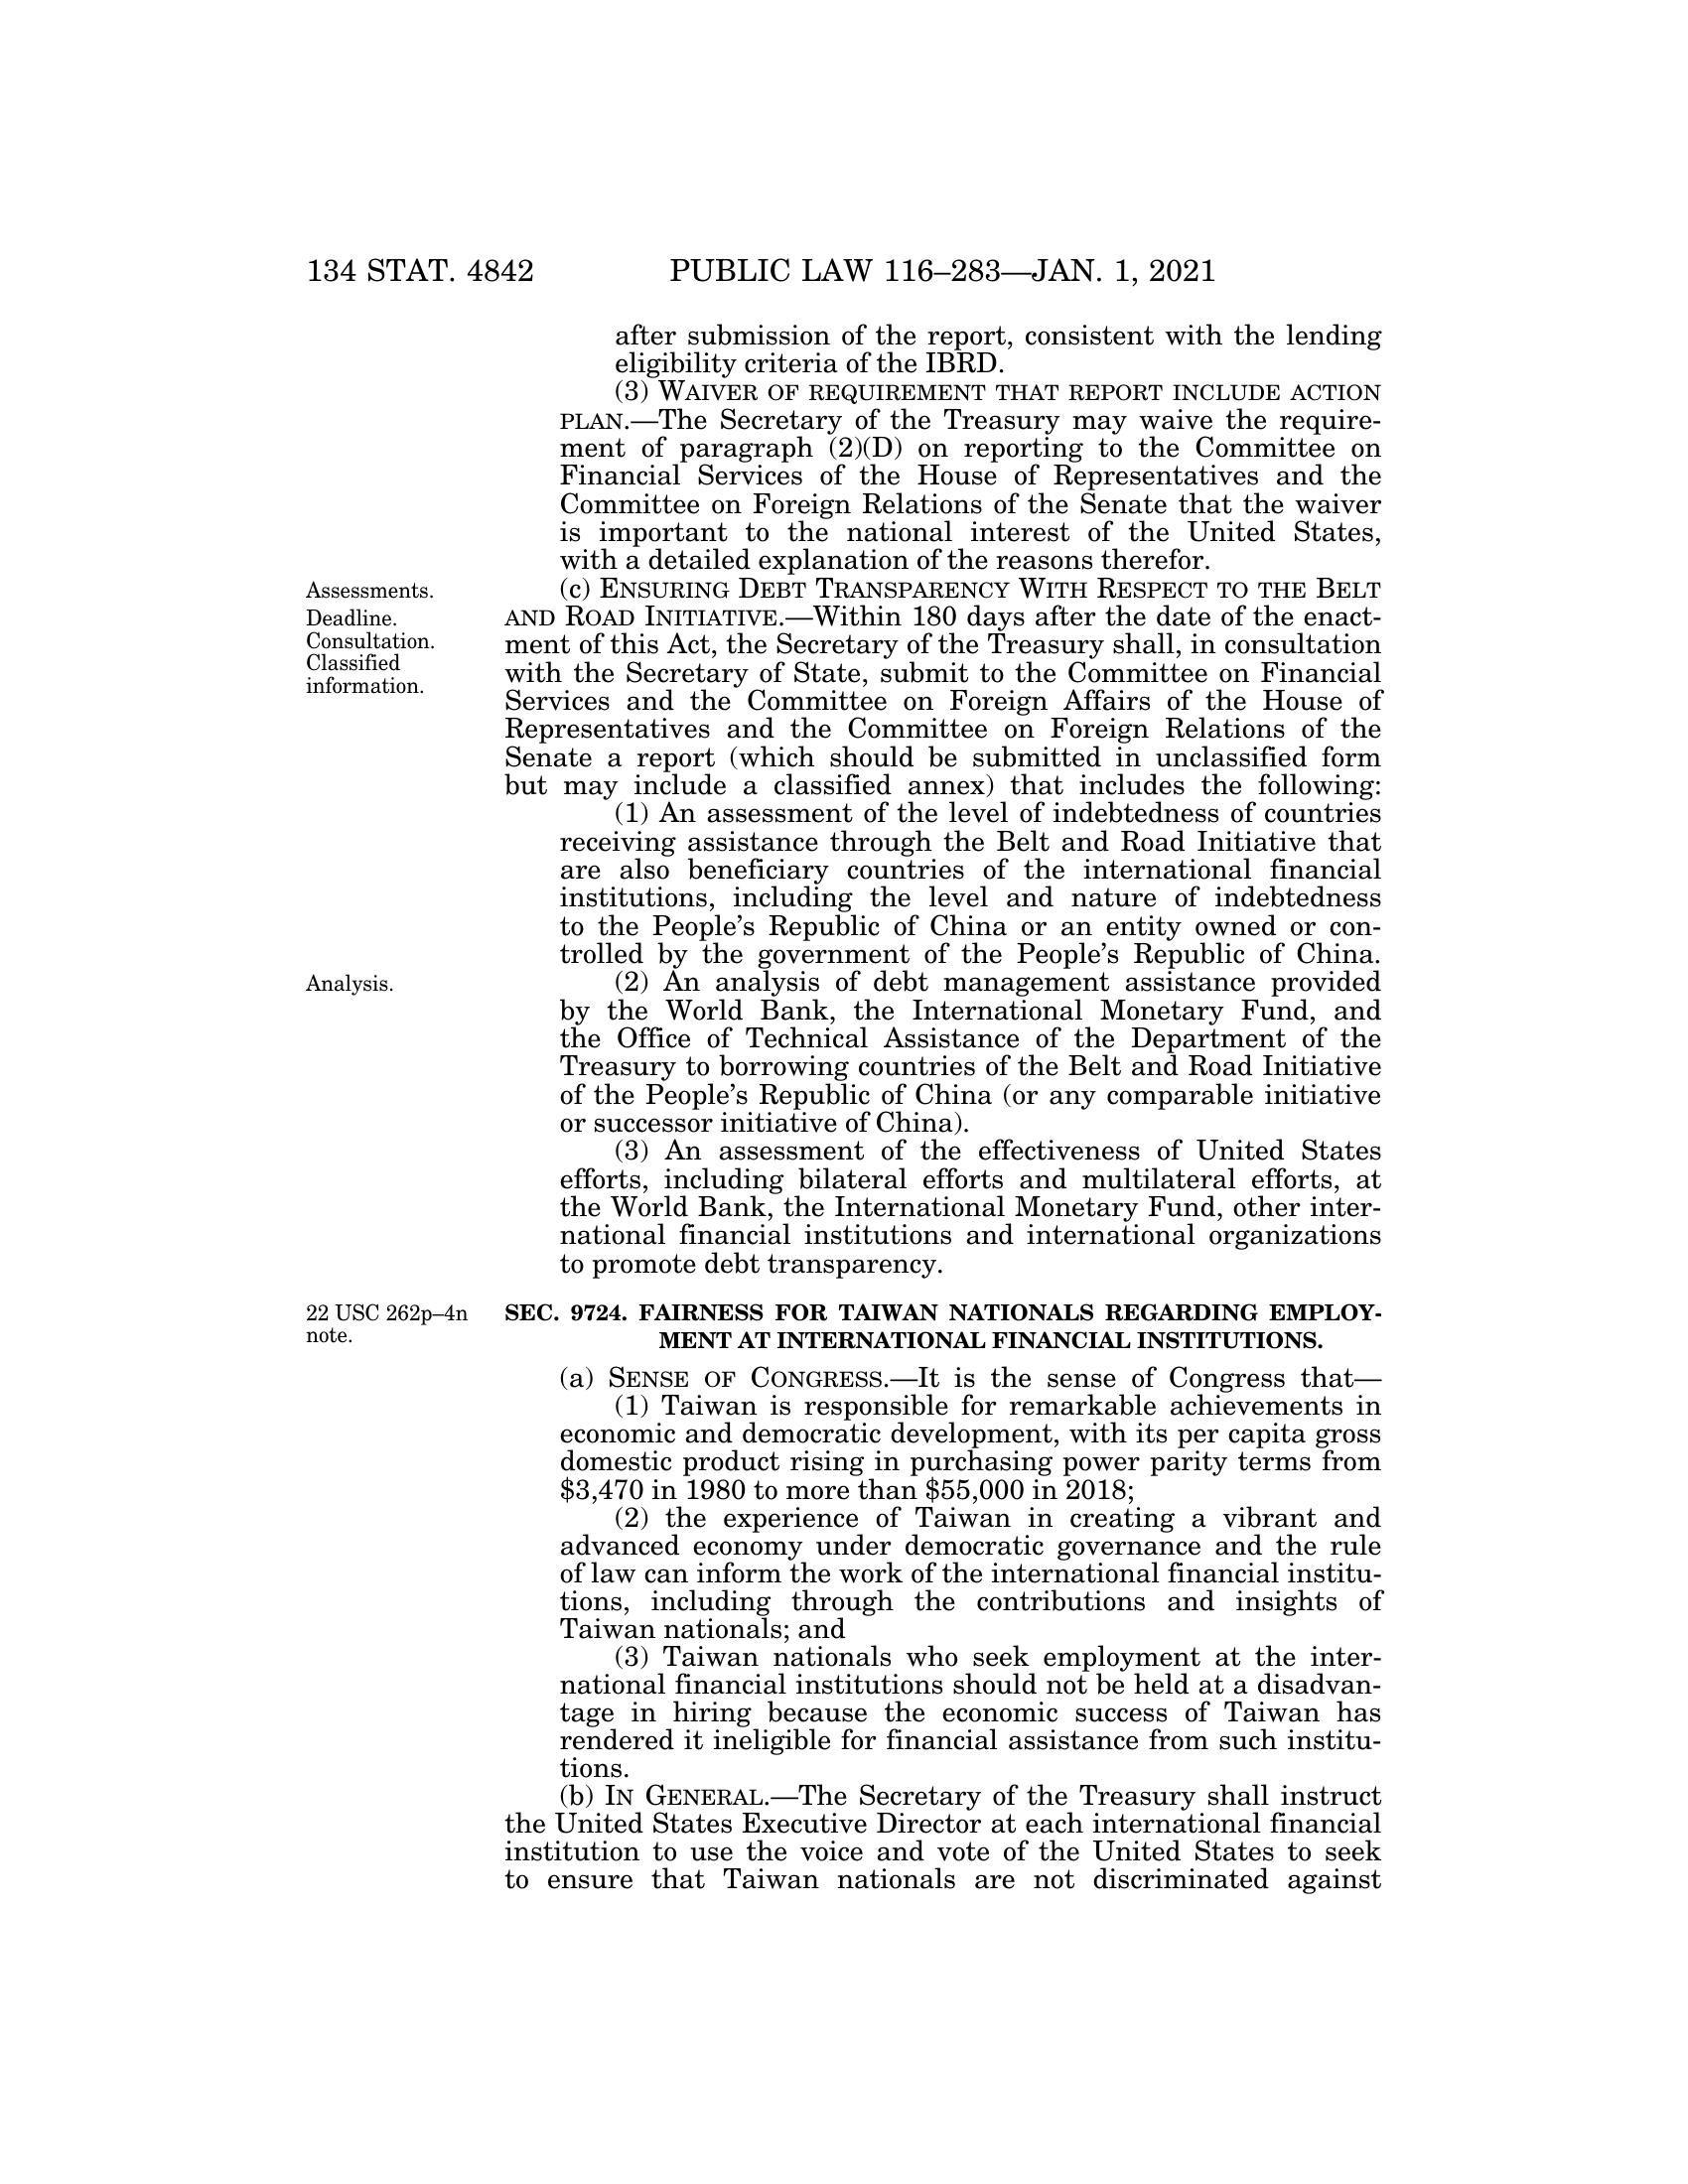 134 STAT. 4842 PUBLIC LAW 116–283—JAN. 1, 2021
after submission of the report, consistent with the lending
eligibility criteria of the IBRD.
(3) WAIVER OF REQUIREMENT THAT REPORT INCLUDE ACTION
PLAN.—The Secretary of the Treasury may waive the require-
ment of paragraph (2)(D) on reporting to the Committee on
Financial Services of the House of Representatives and the
Committee on Foreign Relations of the Senate that the waiver
is important to the national interest of the United States,
with a detailed explanation of the reasons therefor.
Assessments.
Deadline.
Consultation.
Classified
information.
(c) ENSURING DEBT TRANSPARENCY WITH RESPECT TO THE BELT
AND ROAD INITIATIVE.—Within 180 days after the date of the enact-
ment of this Act, the Secretary of the Treasury shall, in consultation
with the Secretary of State, submit to the Committee on Financial
Services and the Committee on Foreign Affairs of the House of
Representatives and the Committee on Foreign Relations of the
Senate a report (which should be submitted in unclassified form
but may include a classified annex) that includes the following:
(1) An assessment of the level of indebtedness of countries
receiving assistance through the Belt and Road Initiative that
are also beneficiary countries of the international financial
institutions, including the level and nature of indebtedness
to the People's Republic of China or an entity owned or con-
trolled by the government of the People's Republic of China.
Analysis.
(2) An analysis of debt management assistance provided
by the World Bank, the International Monetary Fund, and
the Office of Technical Assistance of the Department of the
Treasury to borrowing countries of the Belt and Road Initiative
of the People's Republic of China (or any comparable initiative
or successor initiative of China).
(3) An assessment of the effectiveness of United States
efforts, including bilateral efforts and multilateral efforts, at
the World Bank, the International Monetary Fund, other inter-
national financial institutions and international organizations
to promote debt transparency.
22 USC 262p–4n
note.
SEC. 9724. FAIRNESS FOR TAIWAN NATIONALS REGARDING EMPLOY-
MENT AT INTERNATIONAL FINANCIAL INSTITUTIONS.
(a) SENSE OF CONGRESS.—It is the sense of Congress that—
(1) Taiwan is responsible for remarkable achievements in
economic and democratic development, with its per capita gross
domestic product rising in purchasing power parity terms from
$3,470 in 1980 to more than $55,000 in 2018;
(2) the experience of Taiwan in creating a vibrant and
advanced economy under democratic governance and the rule
of law can inform the work of the international financial institu-
tions, including through the contributions and insights of
Taiwan nationals; and
(3) Taiwan nationals who seek employment at the inter-
national financial institutions should not be held at a disadvan-
tage in hiring because the economic success of Taiwan has
rendered it ineligible for financial assistance from such institu-
tions.
(b) IN GENERAL.—The Secretary of the Treasury shall instruct
the United States Executive Director at each international financial
institution to use the voice and vote of the United States to seek
to ensure that Taiwan nationals are not discriminated against